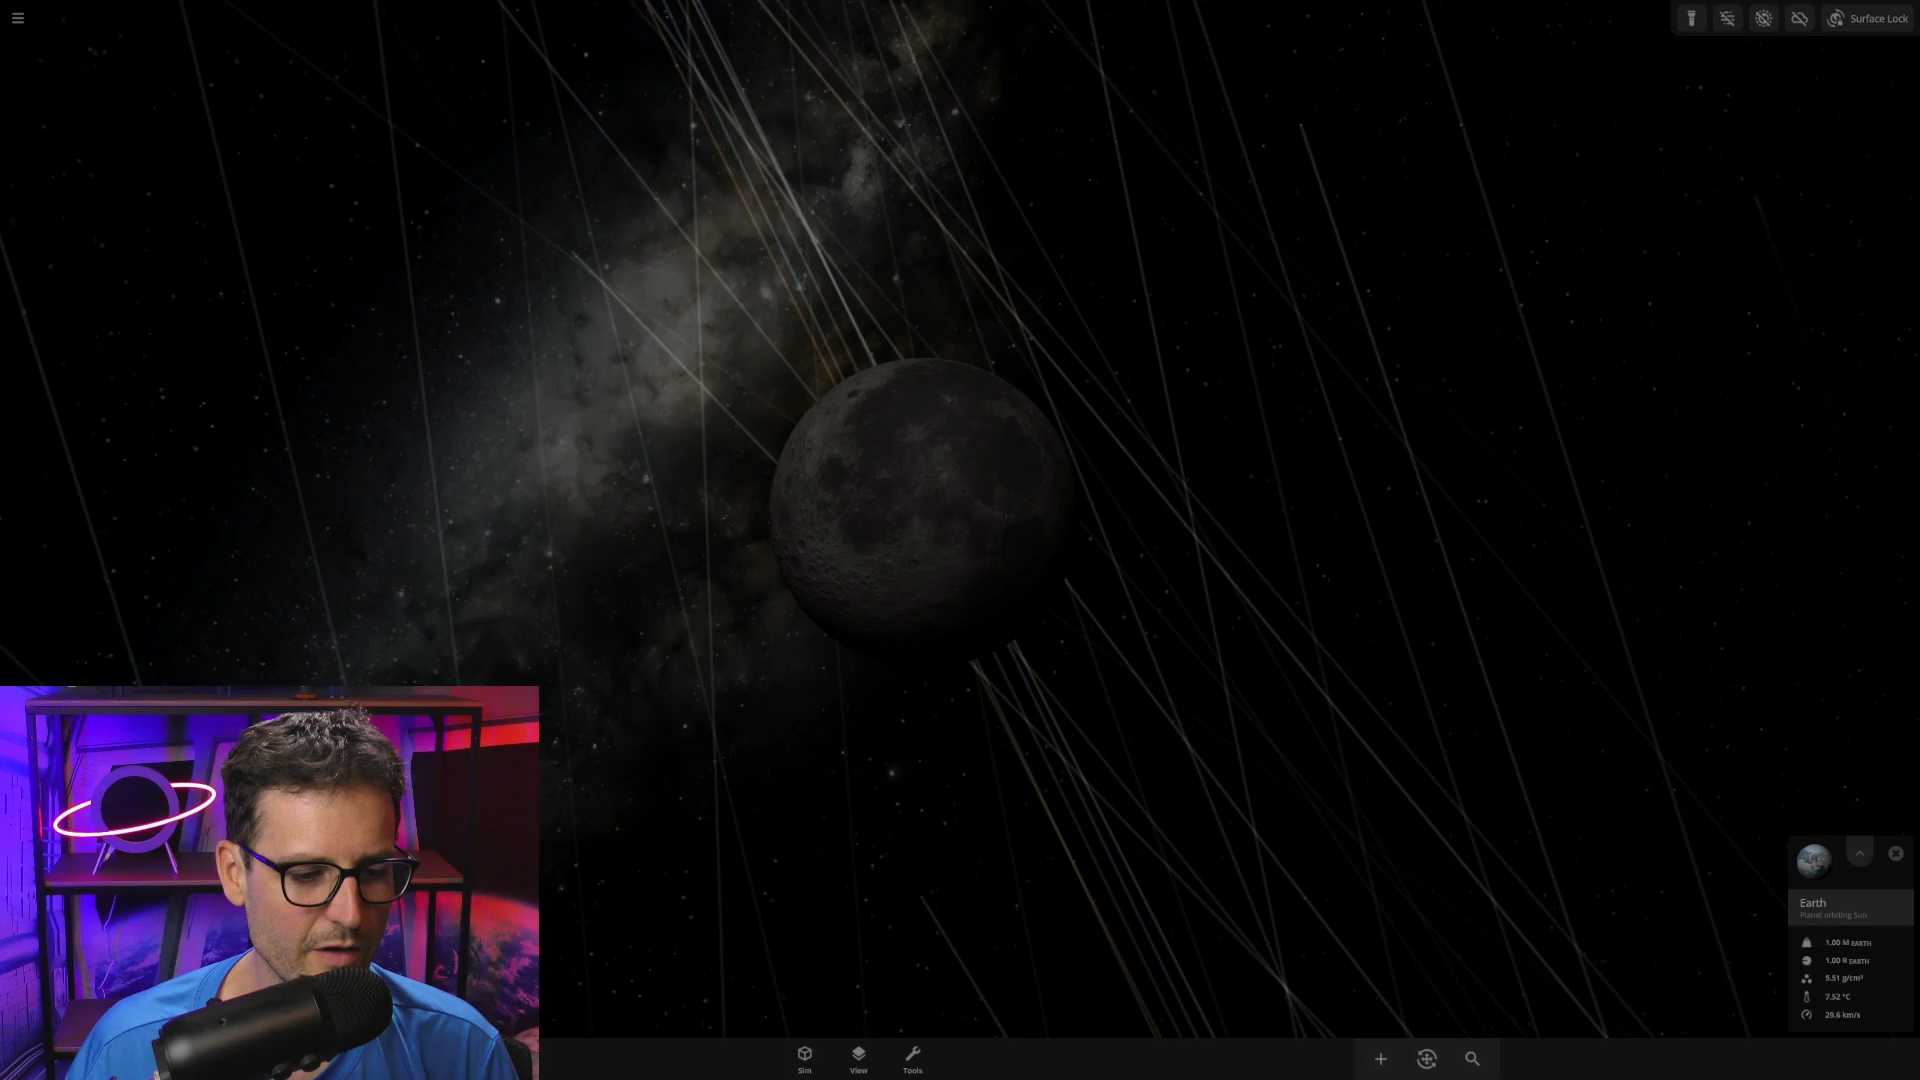 Surface Lock
Earth
Planet orbiting Sun
1.00 M EARTH
1.00 R EARTH
5.51 g/cm³
7.52 °C
29.6 km/s
Sim
View
Tools